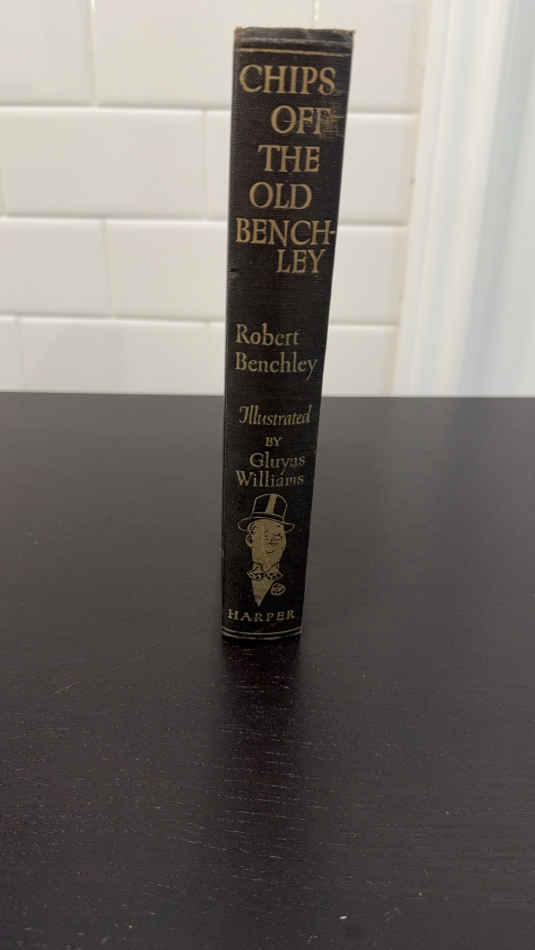 CHIPS
OFF
THE
OLD
BENCH-
LEY
Robert
Benchley
Illustrated
BY
Gluyas
Williams
HARPER